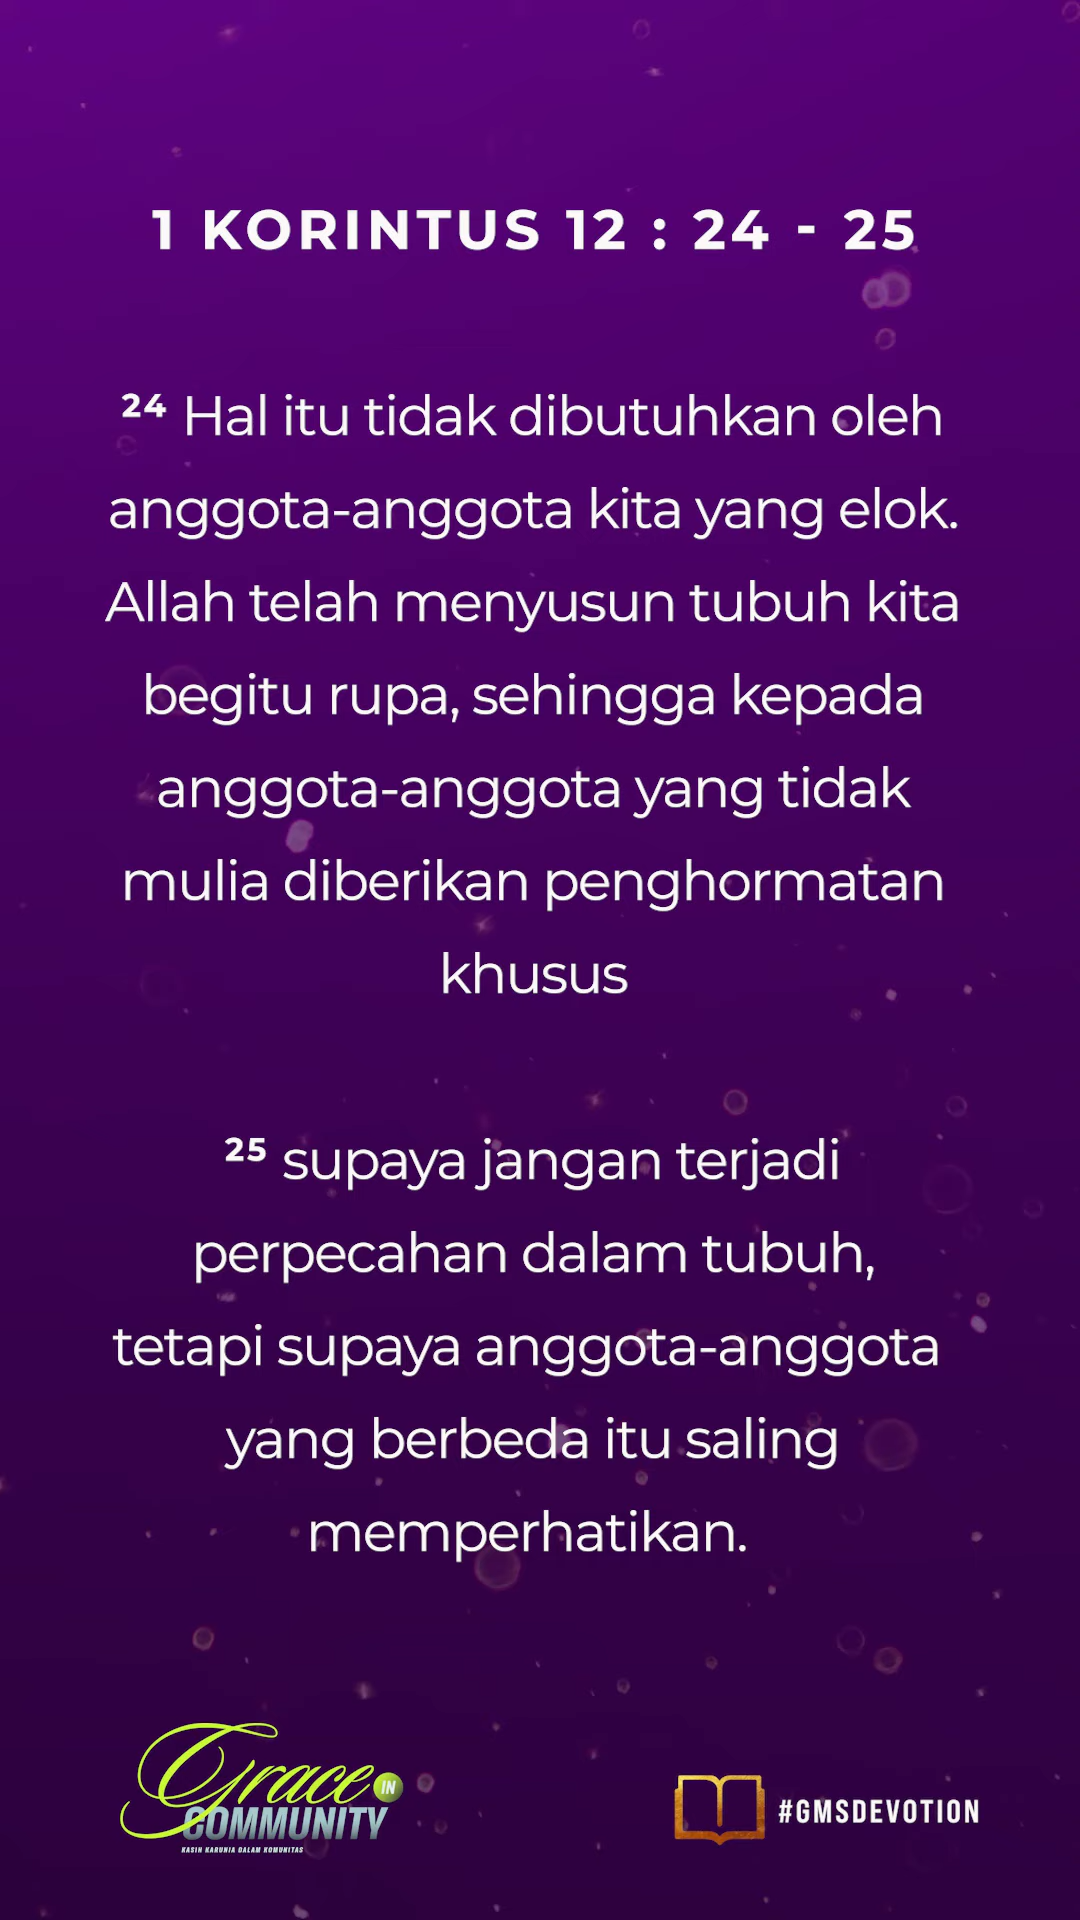 1 KORINTUS 12 : 24 - 25
24 Hal itu tidak dibutuhkan oleh
anggota-anggota kita yang elok.
Allah telah menyusun tubuh kita
begitu rupa, sehingga kepada
anggota-anggota yang tidak
mulia diberikan penghormatan
khusus
25 supaya jangan terjadi
perpecahan dalam tubuh,
tetapi supaya anggota-anggota
yang berbeda itu saling
memperhatikan.
Grace IN
COMMUNITY
KASIH KARUNIA DALAM KOMUNITAS
#GMSDEVOTION